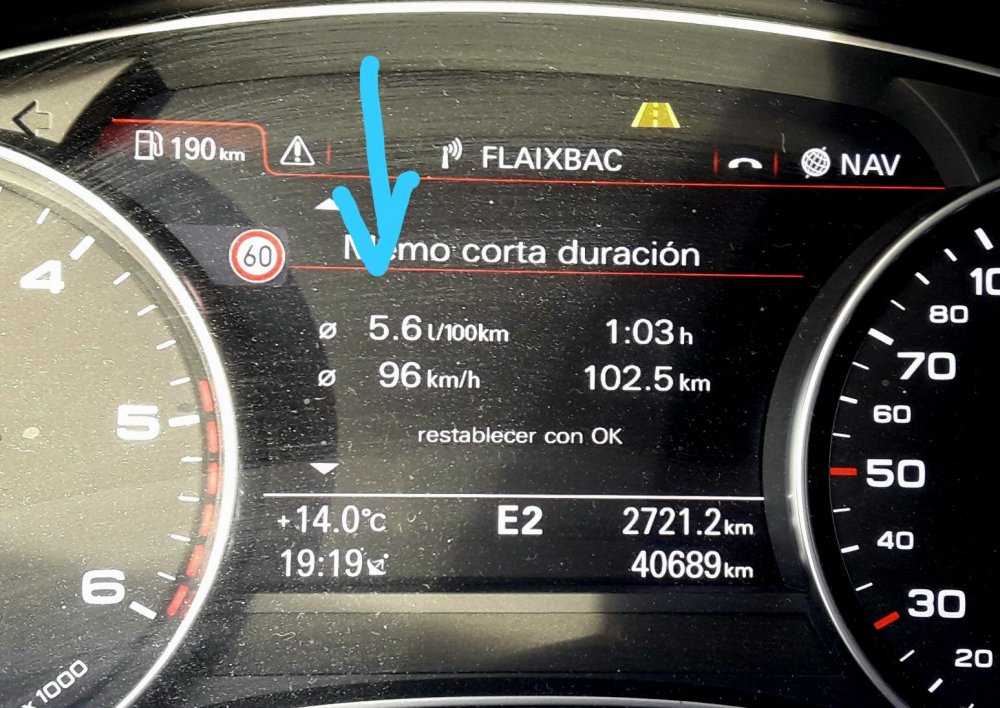 190 km
FLAIXBAC
NAV
60
Memo corta duración
ø 5.6 l/100km 1:03 h
ø 96 km/h 102.5 km
restablecer con OK
+14.0°C E2 2721.2 km
19:19 40689 km
4
5
6
x 1000
80
70
60
50
40
30
20